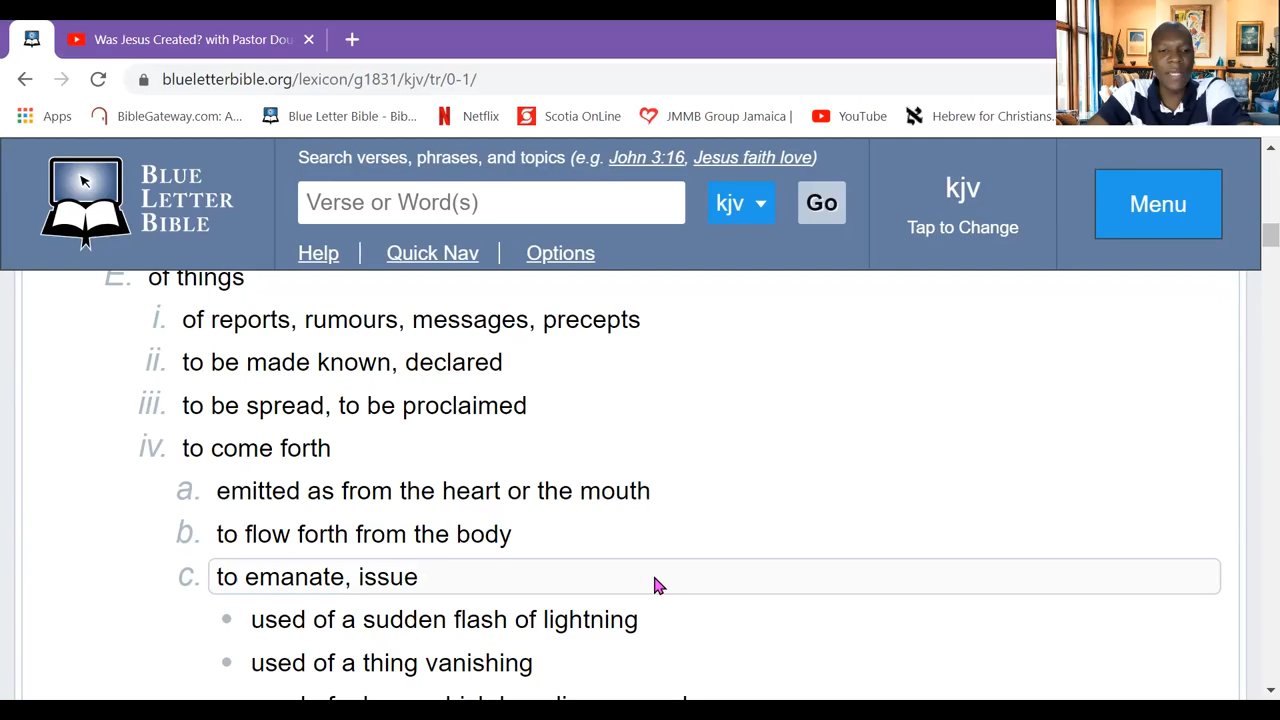 Was Jesus Created? with Pastor Dou
blueletterbible.org/lexicon/g1831/kjv/tr/0-1/
Apps BibleGateway.com: A... Blue Letter Bible - Bib... Netflix Scotia OnLine JMMB Group Jamaica | YouTube Hebrew for Christians.
BLUE LETTER BIBLE
Search verses, phrases, and topics (e.g. John 3:16, Jesus faith love)
Verse or Word(s) kjv Go
Help Quick Nav Options
kjv
Tap to Change
Menu
E. of things
i. of reports, rumours, messages, precepts
ii. to be made known, declared
iii. to be spread, to be proclaimed
iv. to come forth
a. emitted as from the heart or the mouth
b. to flow forth from the body
c. to emanate, issue
used of a sudden flash of lightning
used of a thing vanishing